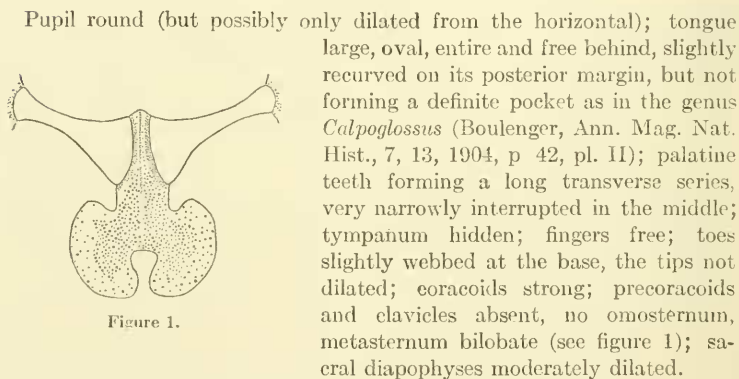 Pupil round (but possibly only dilated from the horizontal); tongue
large, oval, entire and free behind, slightly
recurved on its posterior margin, but not
forming a definite pocket as in the genus
Calpoglossus (Boulenger, Ann. Mag. Nat.
Hist., 7, 13, 1904, p 42, pl. II); palatine
teeth forming a long transverse series,
very narrowly interrupted in the middle;
tympanum hidden; fingers free; toes
slightly webbed at the base, the tips not
dilated; coracoids strong; precoracoids
and clavicles absent, no omosternum,
metasternum bilobate (see figure 1); sa-
cral diapophyses moderately dilated.
Figure 1.